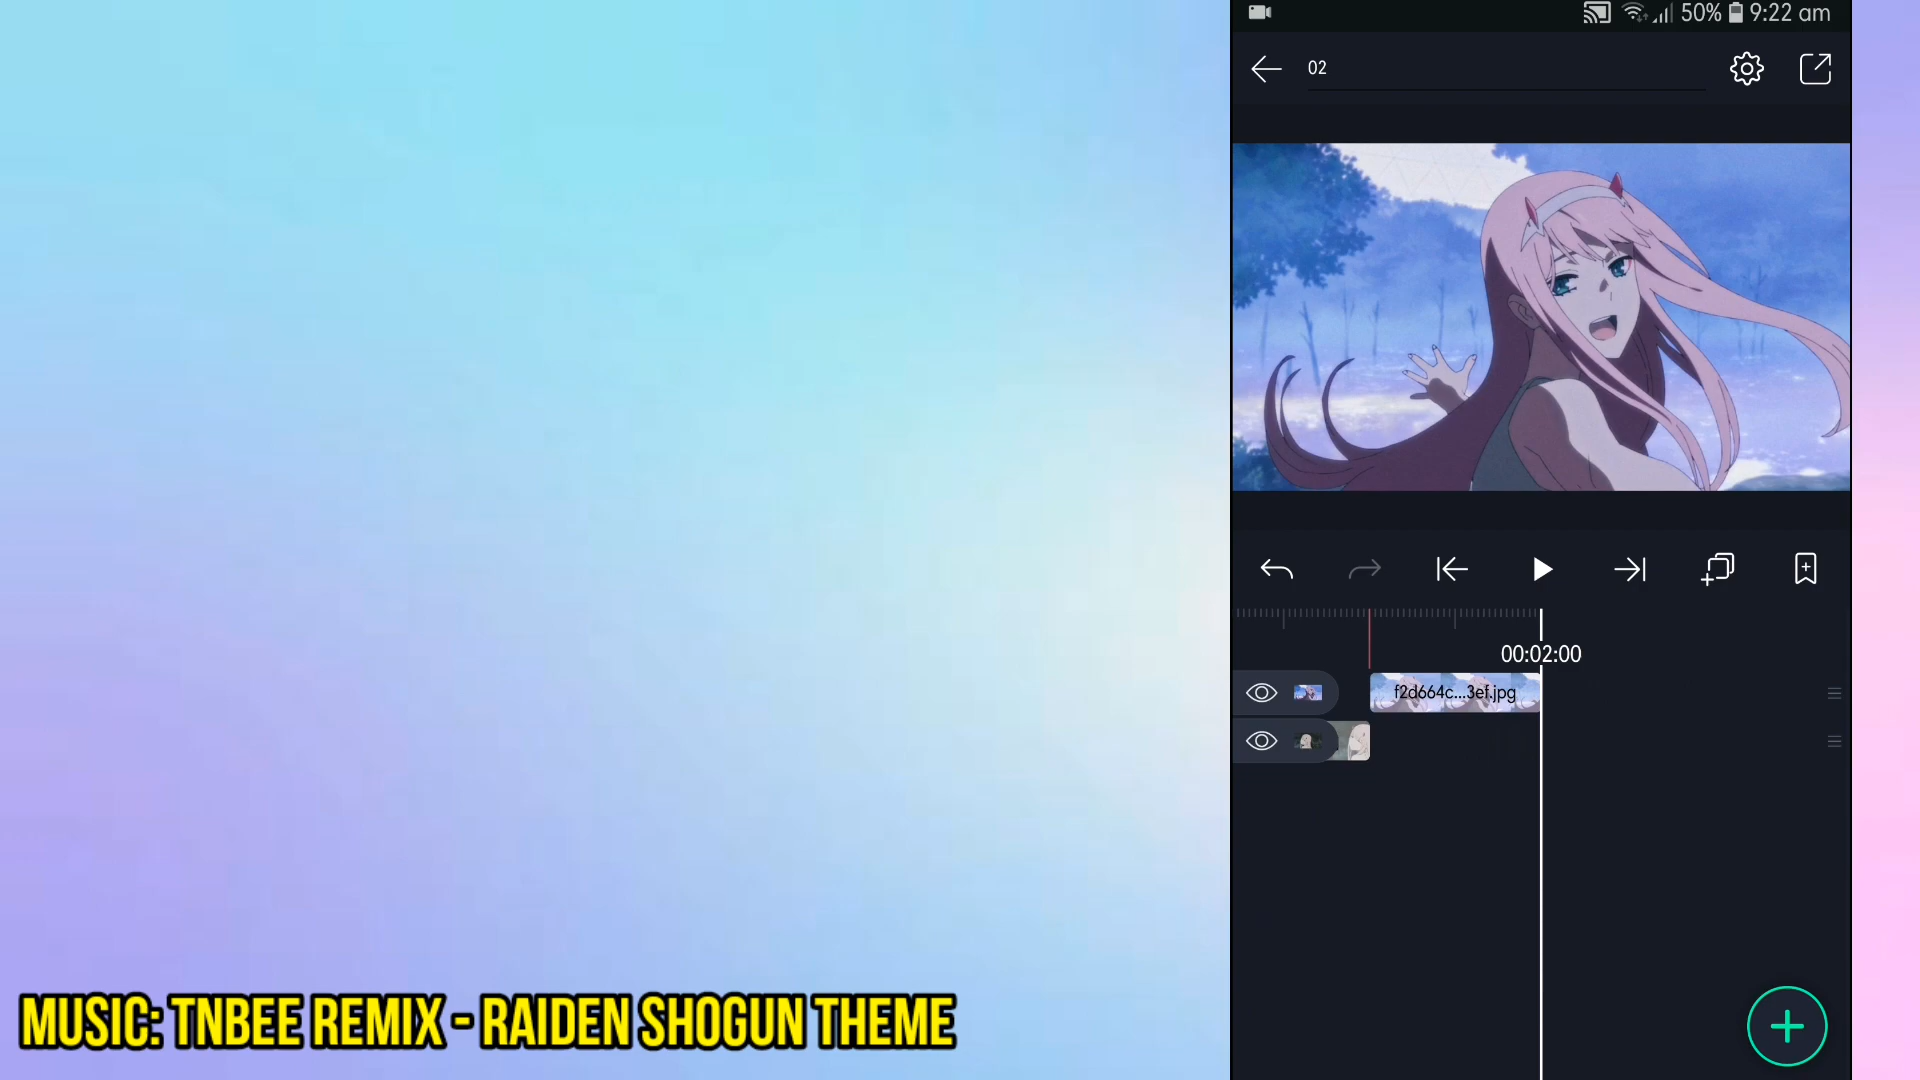 50% 9:22 am
02
00:02:00
f2d664c...3ef.jpg
MUSIC: TNBEE REMIX - RAIDEN SHOGUN THEME